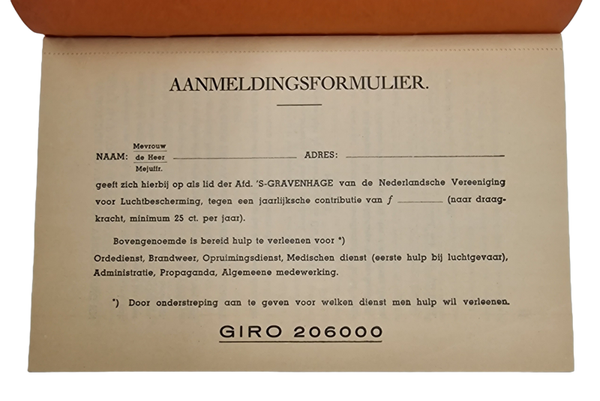 AANMELDINGSFORMULIER.
Mevrouw
NAAM: de Heer ADRES:
Mejuffr.
geeft zich hierbij op als lid der Afd. 'S-GRAVENHAGE van de Nederlandsche Vereeniging
voor Luchtbescherming, tegen een jaarlijksche contributie van ƒ (naar draag-
kracht, minimum 25 ct. per jaar).
Bovengenoemde is bereid hulp te verleenen voor *)
Ordedienst, Brandweer, Opruimingsdienst, Medischen dienst (eerste hulp bij luchtgevaar),
Administratie, Propaganda, Algemeene medewerking.
*) Door onderstreping aan te geven voor welken dienst men hulp wil verleenen.
GIRO 206000